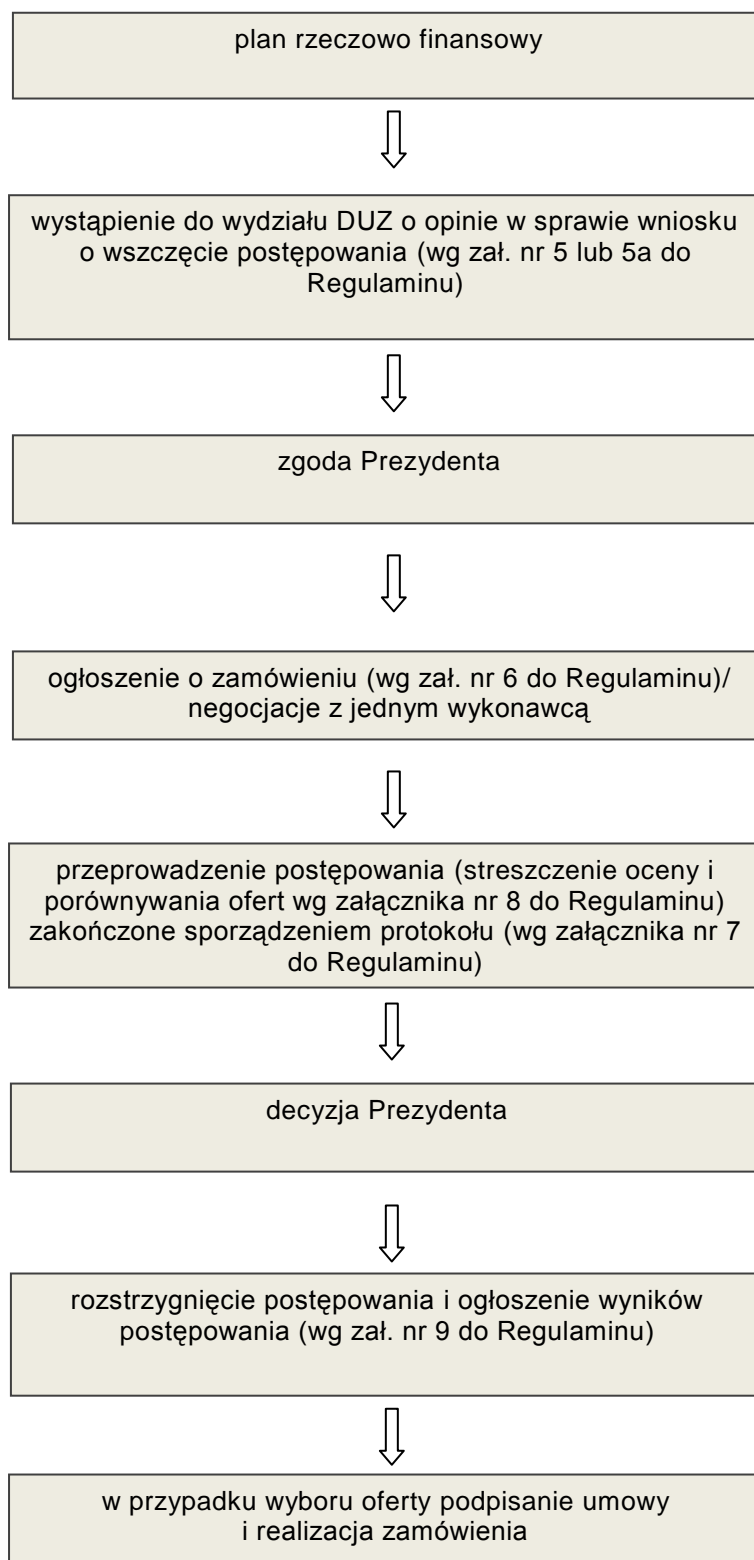 plan rzeczowo finansowy
wystąpienie do wydziału DUZ o opinie w sprawie wniosku
o wszczęcie postępowania (wg zał. nr 5 lub 5a do
Regulaminu)
zgoda Prezydenta
ogłoszenie o zamówieniu (wg zał. nr 6 do Regulaminu)/
negocjacje z jednym wykonawcą
przeprowadzenie postępowania (streszczenie oceny i
porównywania ofert wg załącznika nr 8 do Regulaminu)
zakończone sporządzeniem protokołu (wg załącznika nr 7
do Regulaminu)
decyzja Prezydenta
rozstrzygnięcie postępowania i ogłoszenie wyników
postępowania (wg zał. nr 9 do Regulaminu)
w przypadku wyboru oferty podpisanie umowy
i realizacja zamówienia